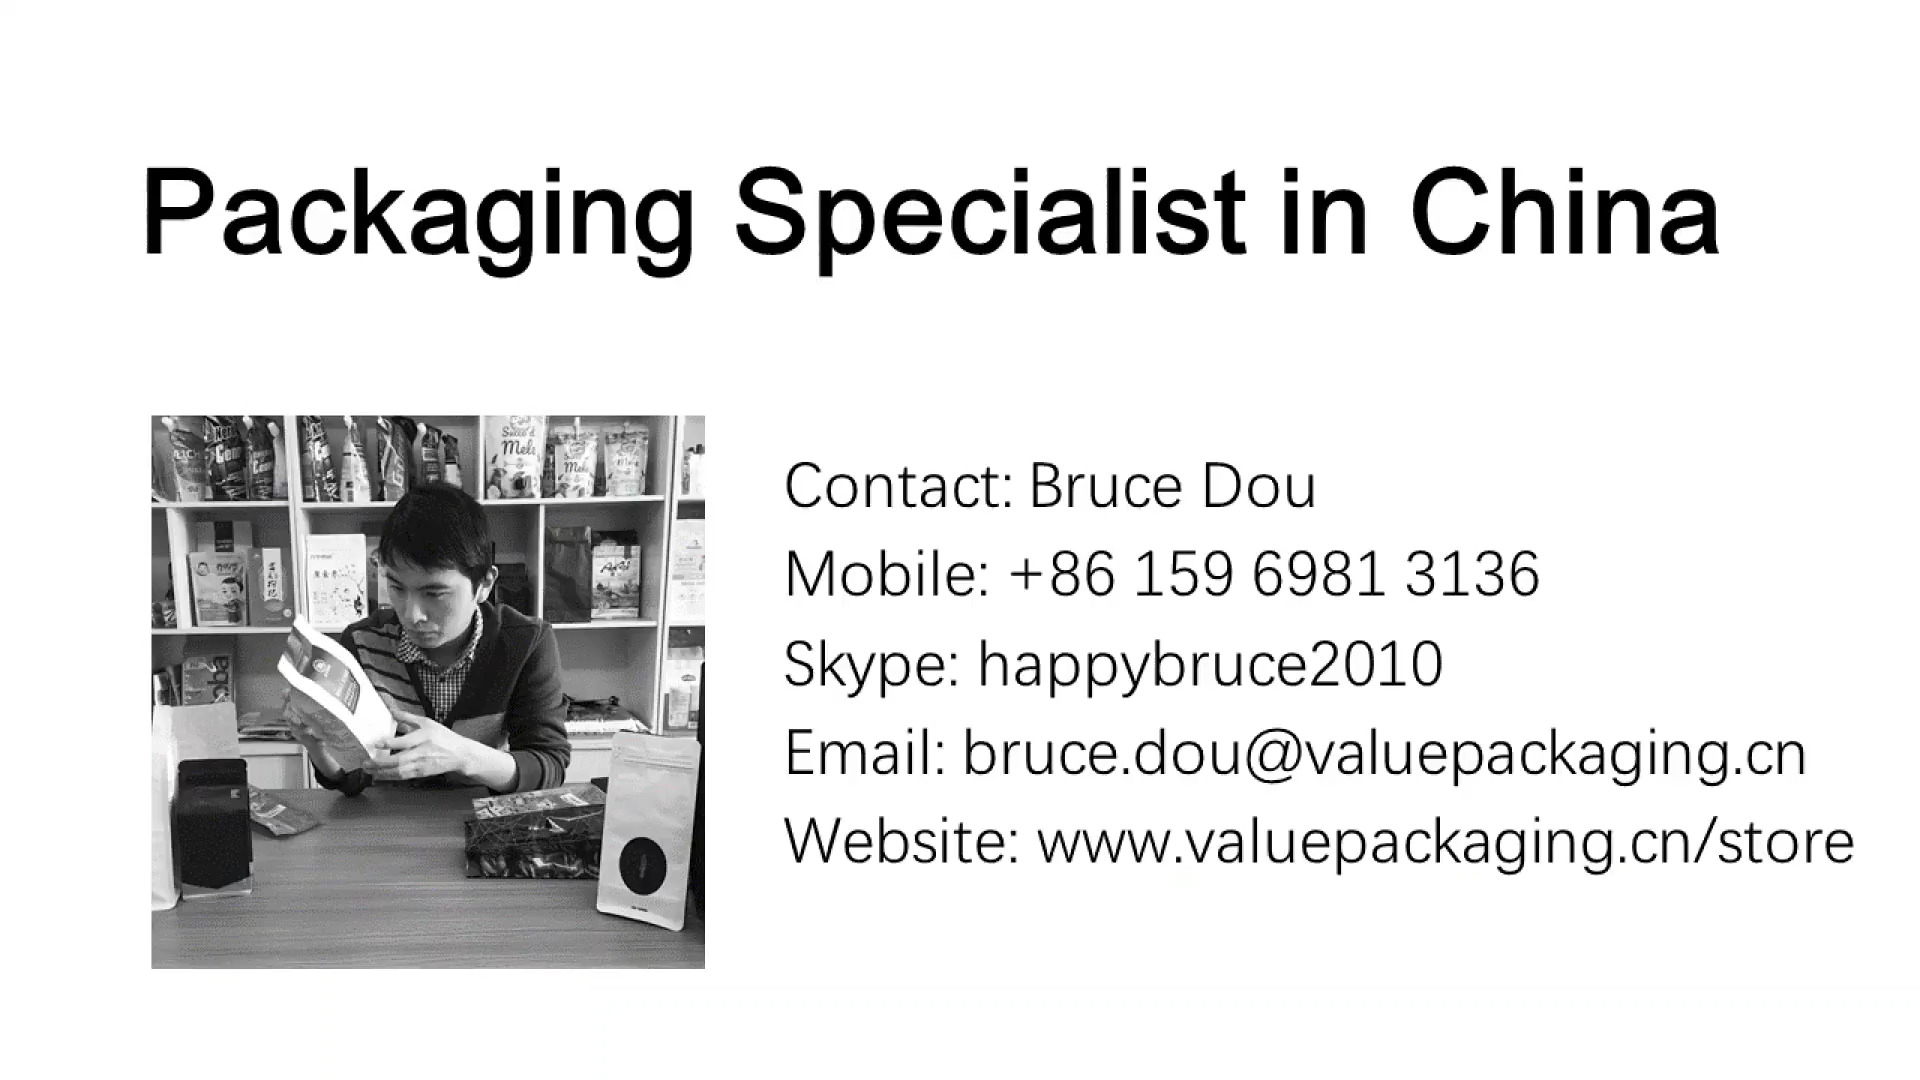 Packaging Specialist in China
Contact: Bruce Dou
Mobile: +86 159 6981 3136
Skype: happybruce2010
Email: bruce.dou@valuepackaging.cn
Website: www.valuepackaging.cn/store